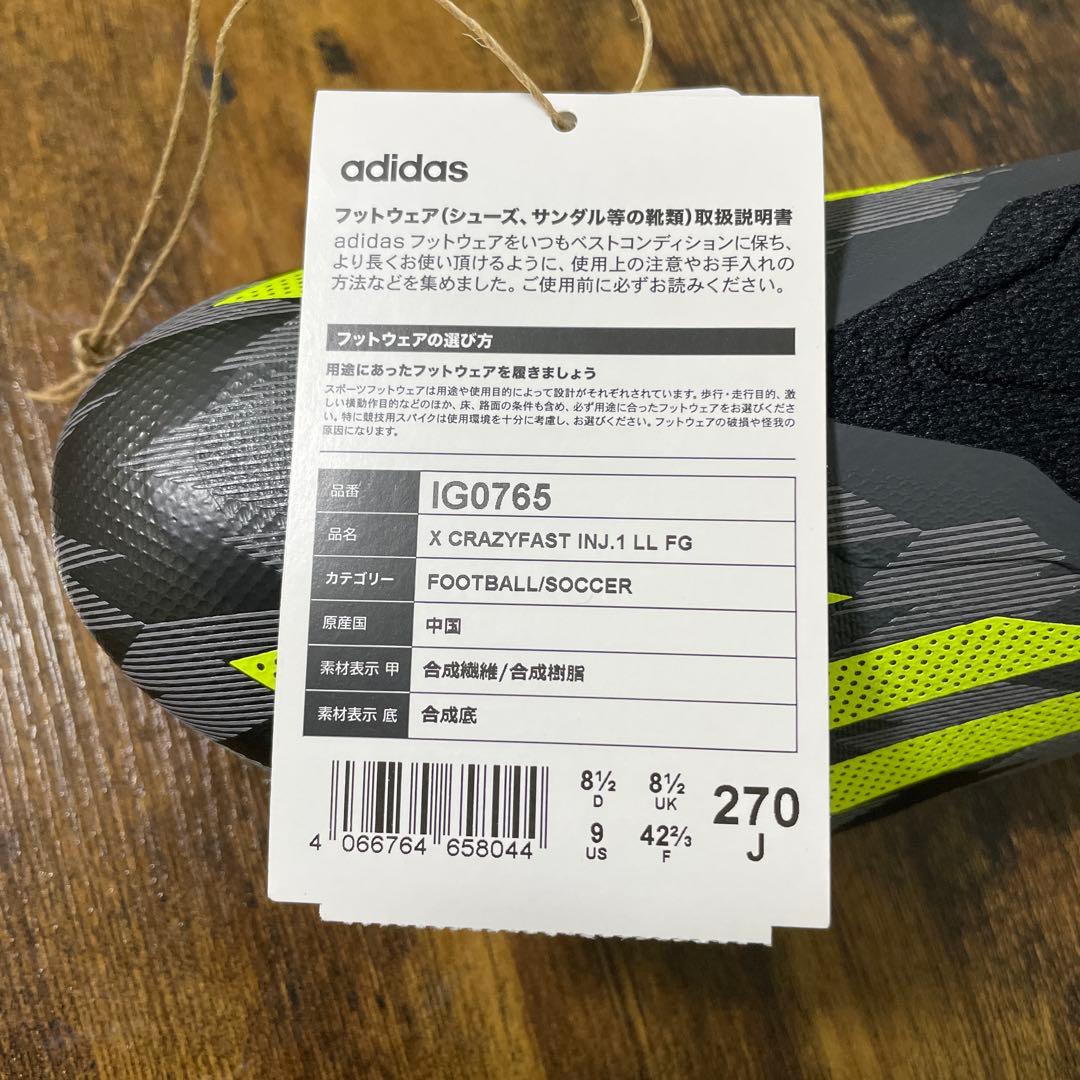 adidas
フットウェア(シューズ、サンダル等の靴類)取扱説明書
adidas フットウェアをいつもベストコンディションに保ち、
より長くお使い頂けるように、使用上の注意やお手入れの
方法などを集めました。ご使用前に必ずお読みください。
フットウェアの選び方
用途にあったフットウェアを履きましょう
スポーツフットウェアは用途や使用目的によって設計がそれぞれされています。歩行・走行目的、激
しい横動作目的などのほか、床、路面の条件も含め、必ず用途に合ったフットウェアをお選びくださ
い。特に競技用スパイクは使用環境を十分に考慮し、お選びください。フットウェアの破損や怪我の
原因になります。
品番 IG0765
品名 X CRAZYFAST INJ.1 LL FG
カテゴリー FOOTBALL/SOCCER
原産国 中国
素材表示 甲 合成繊維/合成樹脂
素材表示 底 合成底
8½ 8½ 270
D UK J
9 42⅔
US F
4 066764 658044